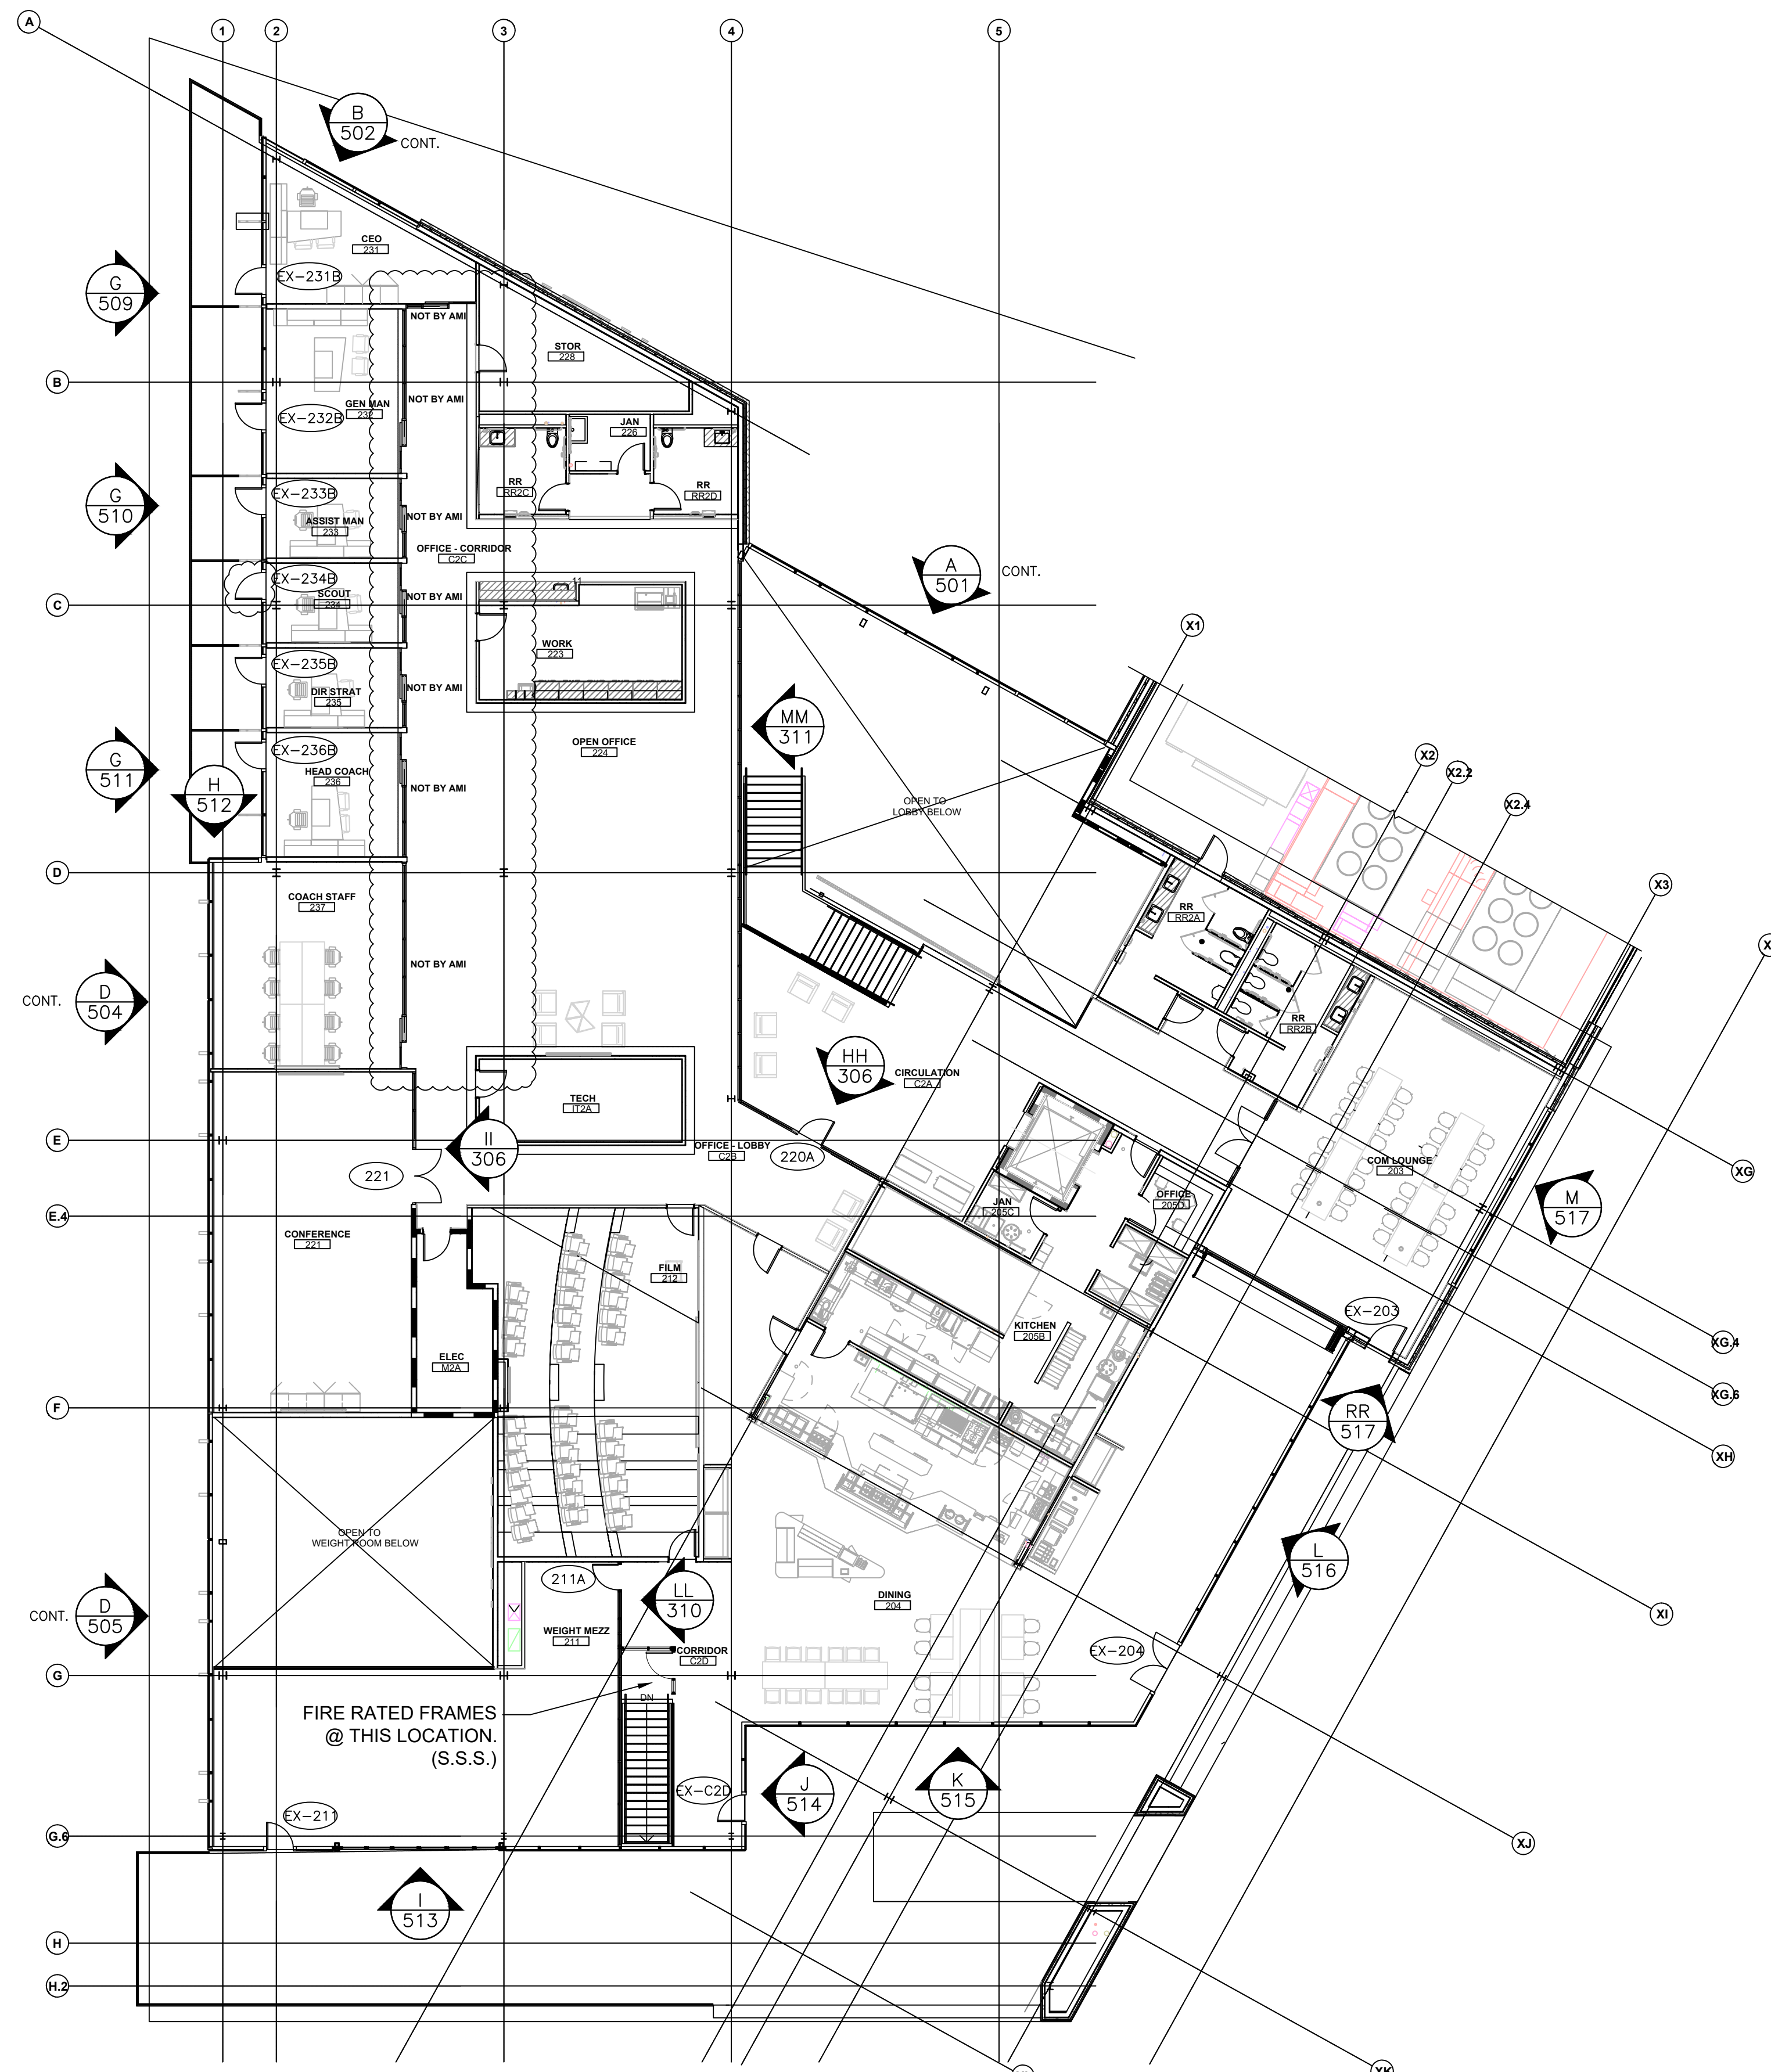 A
1
2
3
4
5
B
502
CONT.
CEO
231
EX-231B
G
509
NOT BY AMI
STOR
228
B
GEN MAN
232
EX-232B
NOT BY AMI
JAN
226
RR
RR2C
RR
RR2D
G
510
EX-233B
ASSIST MAN
233
NOT BY AMI
OFFICE - CORRIDOR
C2C
A
501
CONT.
EX-234B
SCOUT
234
NOT BY AMI
11
C
X1
WORK
223
EX-235B
DIR STRAT
235
NOT BY AMI
MM
311
OPEN OFFICE
224
EX-236B
X2
X2.2
G
511
HEAD COACH
236
H
512
NOT BY AMI
OPEN TO
LOBBY BELOW
X2.4
D
X3
COACH STAFF
237
RR
RR2A
NOT BY AMI
X
CONT.
D
504
RR
RR2B
HH
306
CIRCULATION
C2A
TECH
IT2A
E
II
306
OFFICE - LOBBY
C2B
220A
COM LOUNGE
203
XG
221
JAN
205C
OFFICE
205D
M
517
E.4
CONFERENCE
221
FILM
212
EX-203
KITCHEN
205B
XG.4
ELEC
M2A
XG.6
F
RR
517
XH
OPEN TO
WEIGHT ROOM BELOW
L
516
211A
LL
310
DINING
204
CONT.
D
505
XI
WEIGHT MEZZ
211
CORRIDOR
C2D
EX-204
G
DN
FIRE RATED FRAMES
@ THIS LOCATION.
(S.S.S.)
EX-C2D
J
514
K
515
EX-211
G.6
XJ
I
513
H
H.2
XK